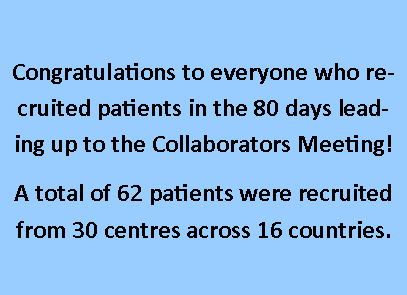 Congratulations to everyone who re-
cruited patients in the 80 days lead-
ing up to the Collaborators Meeting!
A total of 62 patients were recruited
from 30 centres across 16 countries.